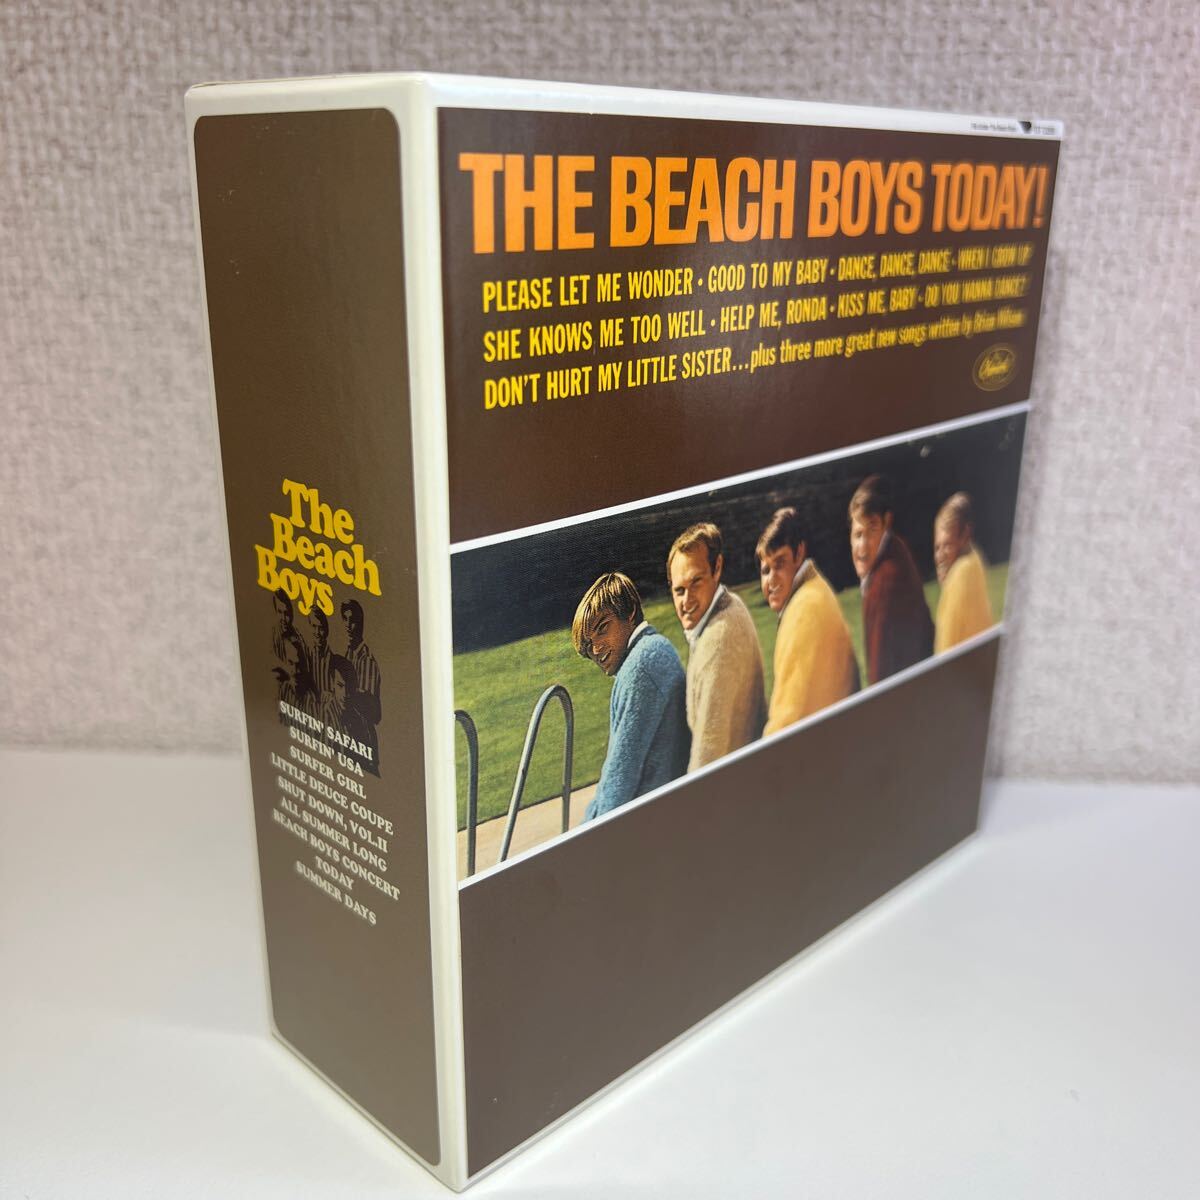 The
Beach
Boys
SURFIN' SAFARI
SURFIN' USA
SURFER GIRL
LITTLE DEUCE COUPE
SHUT DOWN, VOL.II
ALL SUMMER LONG
BEACH BOYS CONCERT
TODAY
SUMMER DAYS
THE BEACH BOYS TODAY!
PLEASE LET ME WONDER • GOOD TO MY BABY • DANCE, DANCE, DANCE • WHEN I GROW UP
SHE KNOWS ME TOO WELL • HELP ME, RONDA • KISS ME, BABY • DO YOU WANNA DANCE?
DON'T HURT MY LITTLE SISTER...plus three more great new songs written by Brian Wilson
Capitol